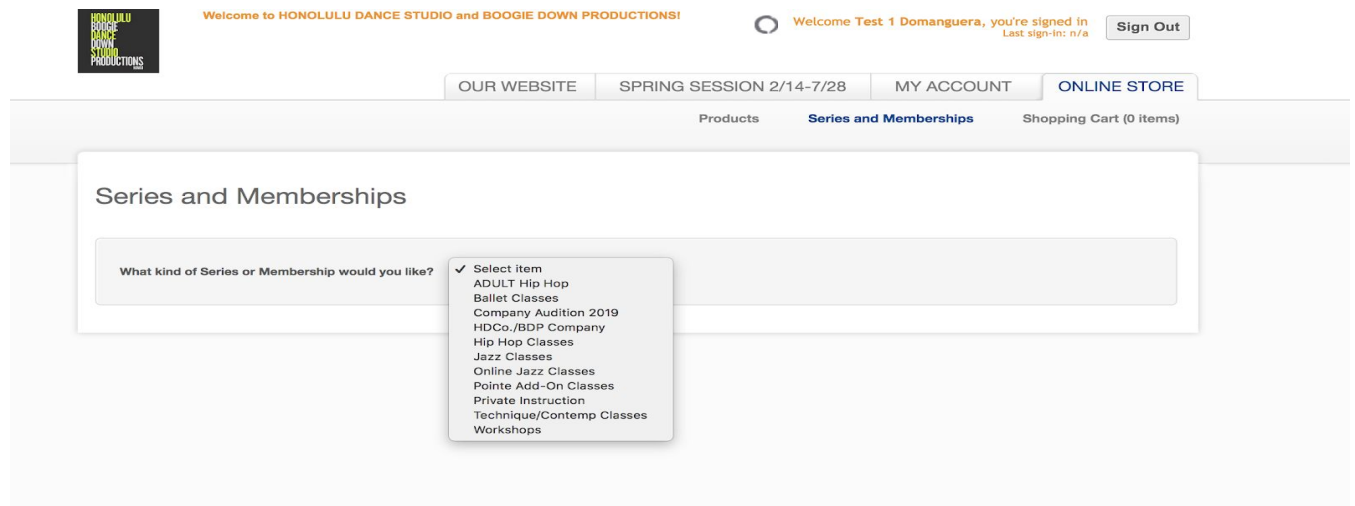 HONOLULU
BOOGIE
DANCE
DOWN
STUDIO
PRODUCTIONS
Welcome to HONOLULU DANCE STUDIO and BOOGIE DOWN PRODUCTIONS!
Welcome Test 1 Domanguera, you're signed in
Last sign-in: n/a
Sign Out
OUR WEBSITE
SPRING SESSION 2/14-7/28
MY ACCOUNT
ONLINE STORE
Products
Series and Memberships
Shopping Cart (0 items)
Series and Memberships
What kind of Series or Membership would you like?
✓ Select item
ADULT Hip Hop
Ballet Classes
Company Audition 2019
HDCo./BDP Company
Hip Hop Classes
Jazz Classes
Online Jazz Classes
Pointe Add-On Classes
Private Instruction
Technique/Contemp Classes
Workshops